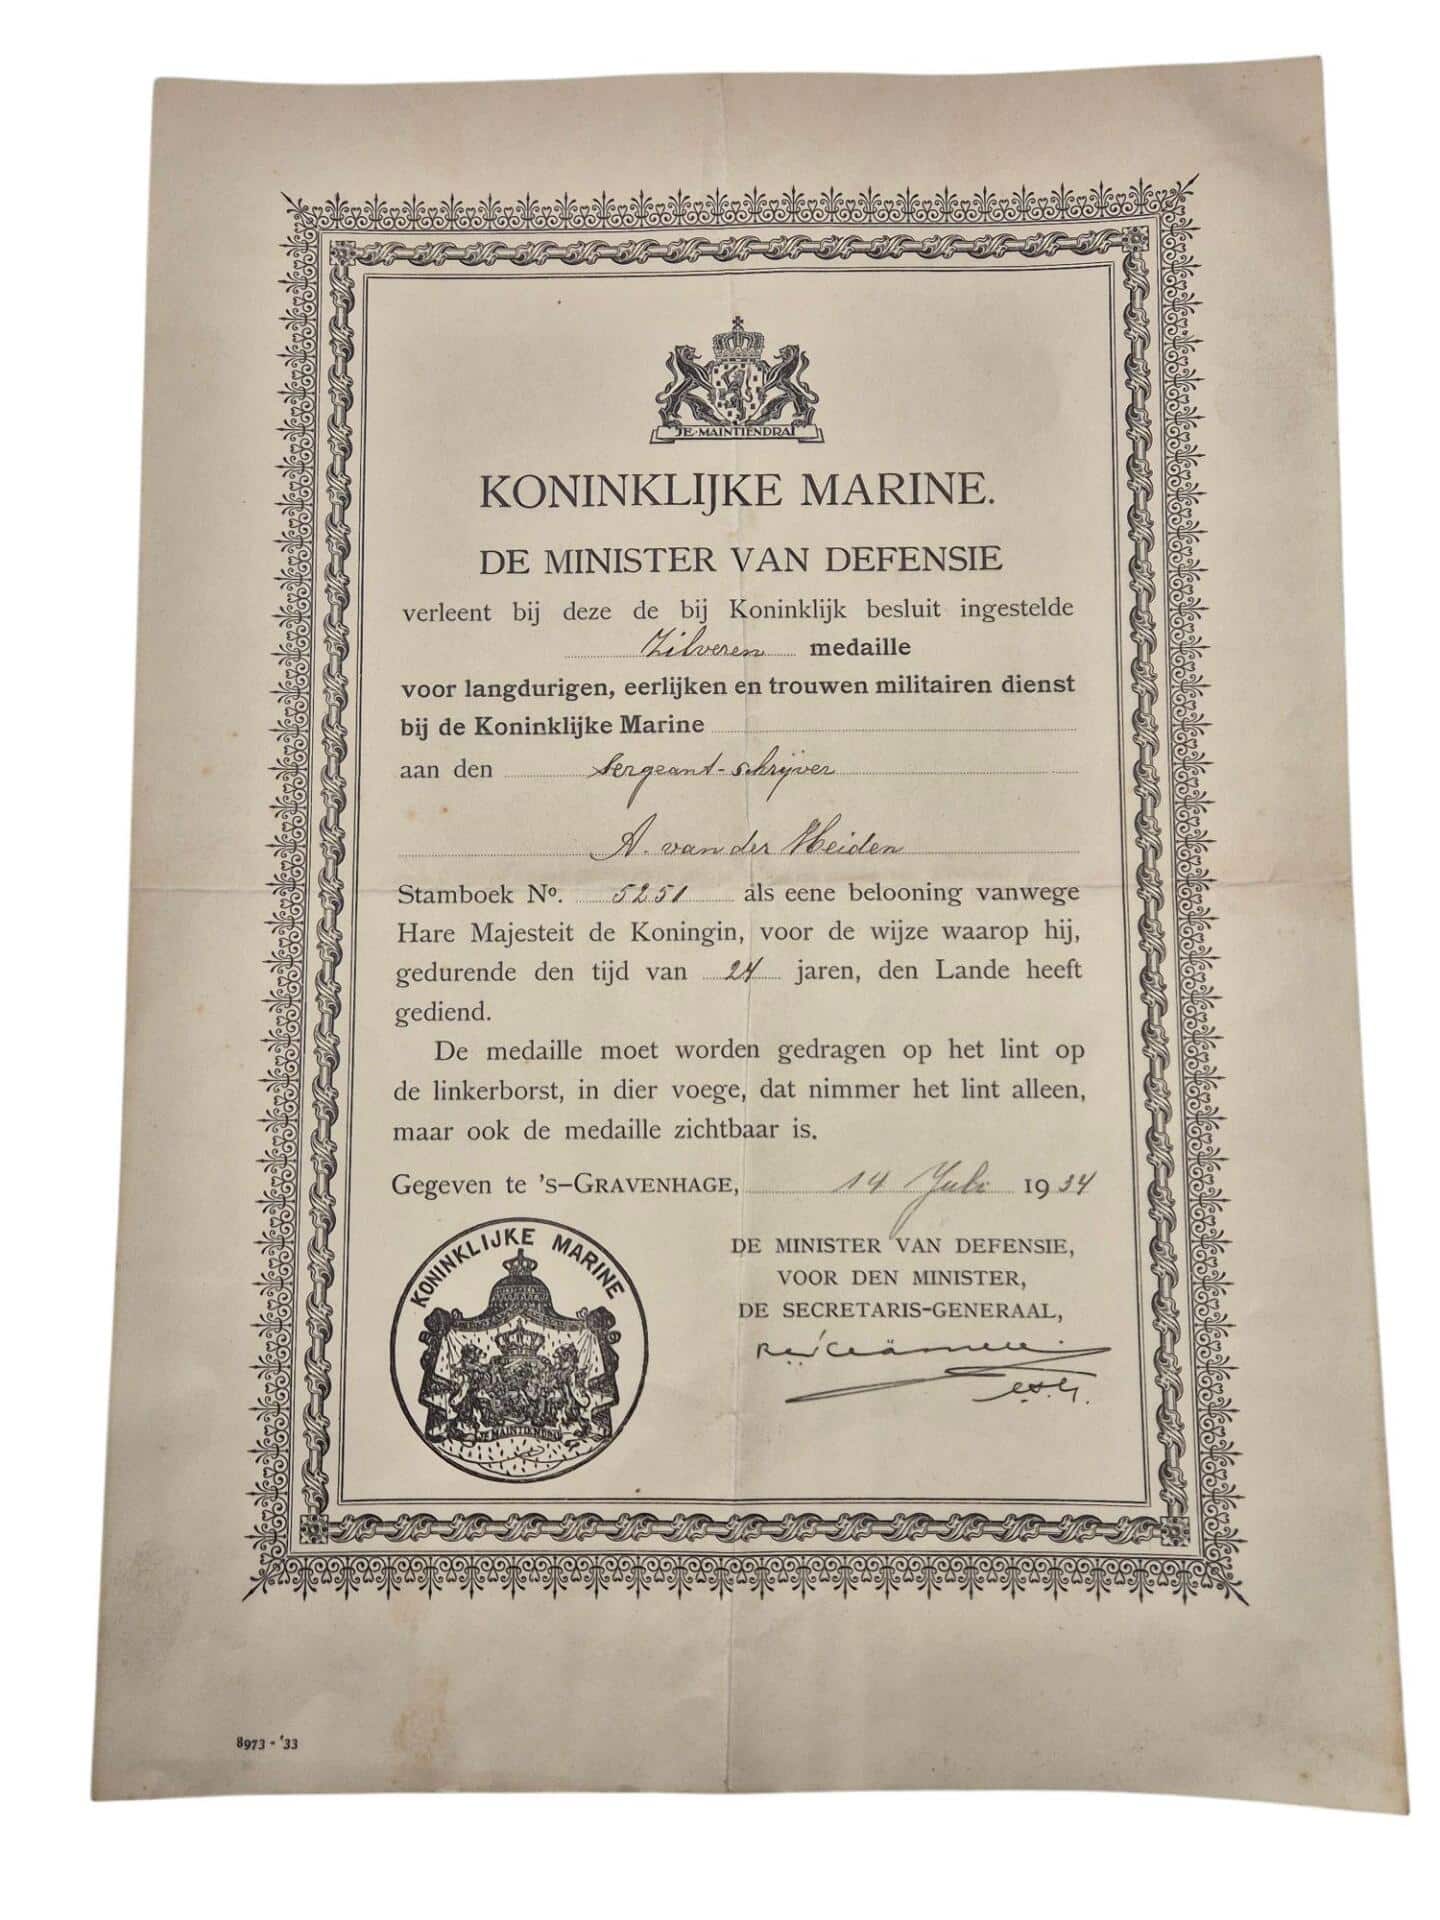 JE·MAINTIENDRAI
KONINKLIJKE MARINE.
DE MINISTER VAN DEFENSIE
verleent bij deze de bij Koninklijk besluit ingestelde
Zilveren medaille
voor langdurigen, eerlijken en trouwen militairen dienst
bij de Koninklijke Marine
aan den Sergeant-schrijver
A. van der Heiden
Stamboek No. 5251 als eene belooning vanwege
Hare Majesteit de Koningin, voor de wijze waarop hij,
gedurende den tijd van 24 jaren, den Lande heeft
gediend.
De medaille moet worden gedragen op het lint op
de linkerborst, in dier voege, dat nimmer het lint alleen,
maar ook de medaille zichtbaar is.
Gegeven te 's-GRAVENHAGE, 14 Juli 1934
DE MINISTER VAN DEFENSIE,
VOOR DEN MINISTER,
DE SECRETARIS-GENERAAL,
KONINKLIJKE MARINE
JE MAINTIENDRAI
8973 - '33